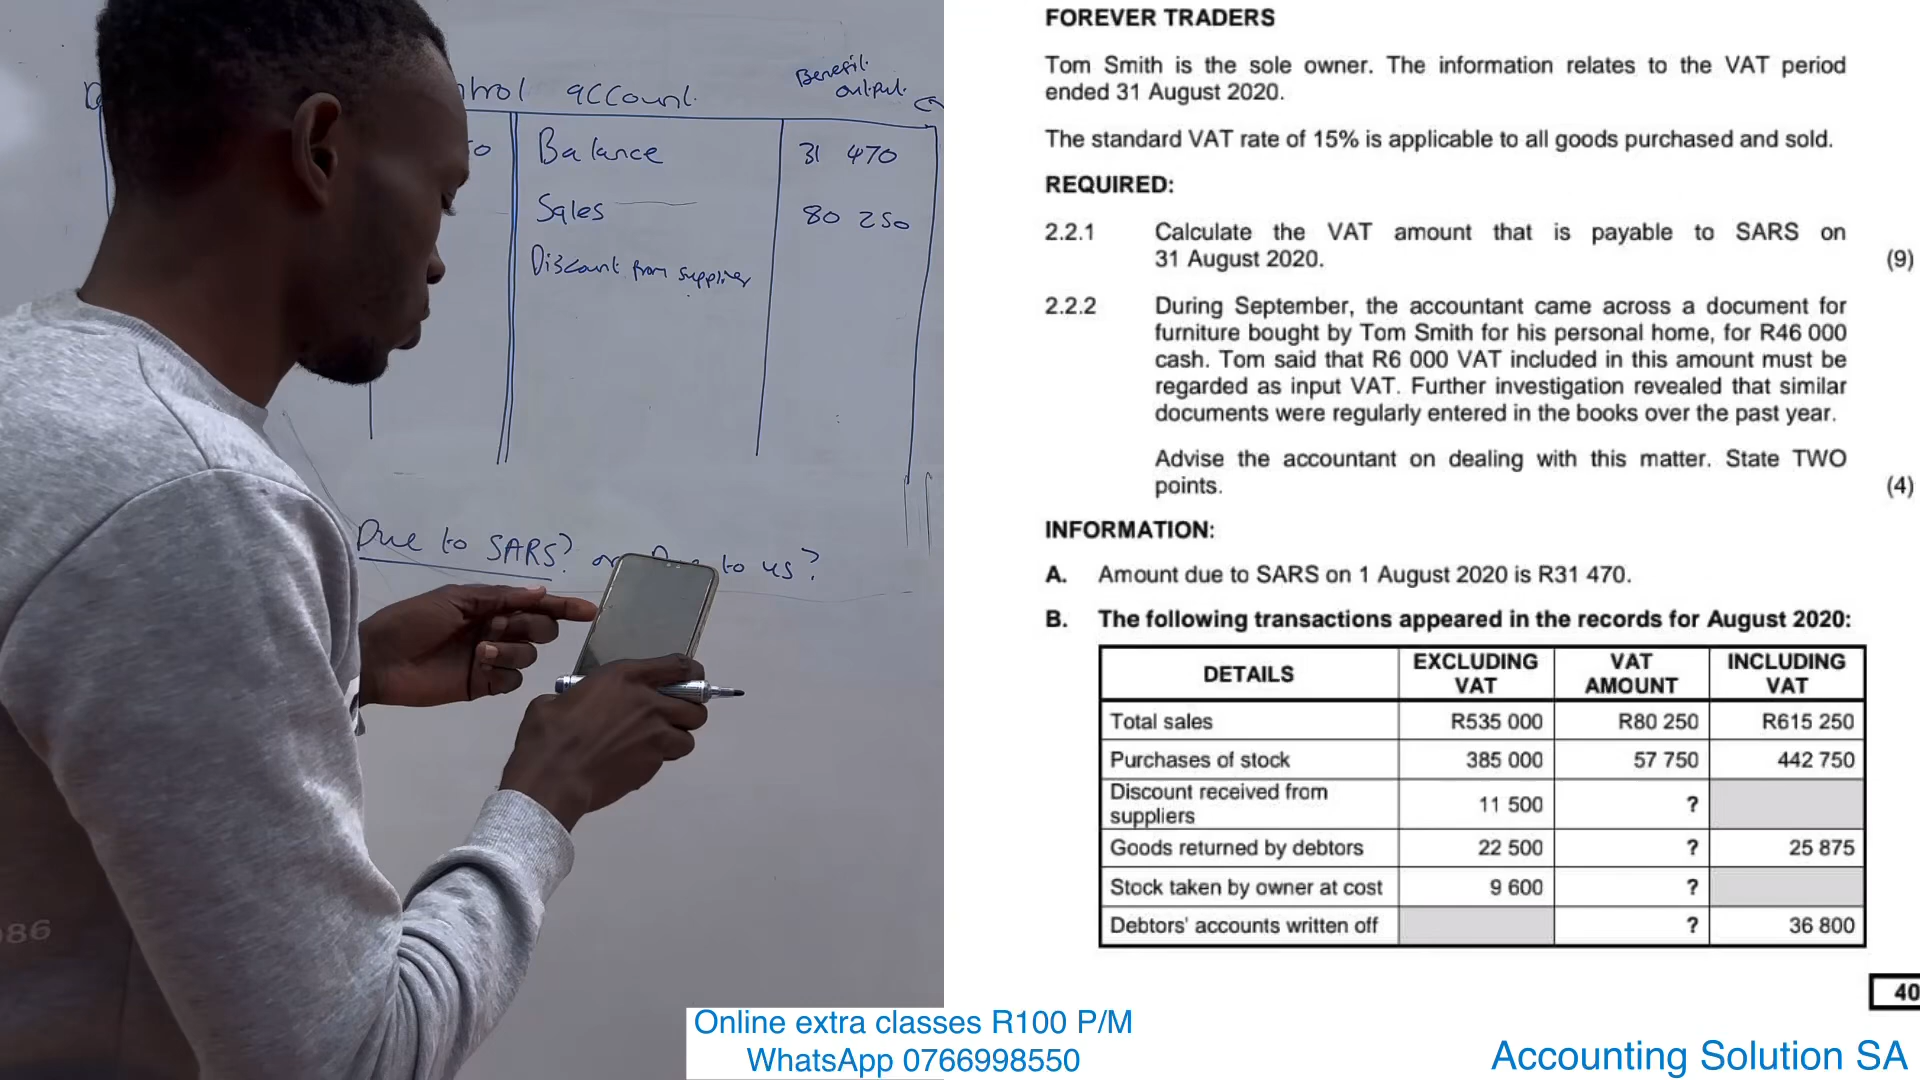 ntrol account.
Benefit
output.
50 Balance 31 470
Sales 80 250
Discount from supplier
Due to SARS? or to us?
086
FOREVER TRADERS
Tom Smith is the sole owner. The information relates to the VAT period
ended 31 August 2020.
The standard VAT rate of 15% is applicable to all goods purchased and sold.
REQUIRED:
2.2.1 Calculate the VAT amount that is payable to SARS on
31 August 2020. (9)
2.2.2 During September, the accountant came across a document for
furniture bought by Tom Smith for his personal home, for R46 000
cash. Tom said that R6 000 VAT included in this amount must be
regarded as input VAT. Further investigation revealed that similar
documents were regularly entered in the books over the past year.
Advise the accountant on dealing with this matter. State TWO
points. (4)
INFORMATION:
A. Amount due to SARS on 1 August 2020 is R31 470.
B. The following transactions appeared in the records for August 2020:
DETAILS EXCLUDING VAT VAT AMOUNT INCLUDING VAT
Total sales R535 000 R80 250 R615 250
Purchases of stock 385 000 57 750 442 750
Discount received from
suppliers 11 500 ?
Goods returned by debtors 22 500 ? 25 875
Stock taken by owner at cost 9 600 ?
Debtors' accounts written off ? 36 800
40
Online extra classes R100 P/M
WhatsApp 0766998550
Accounting Solution SA